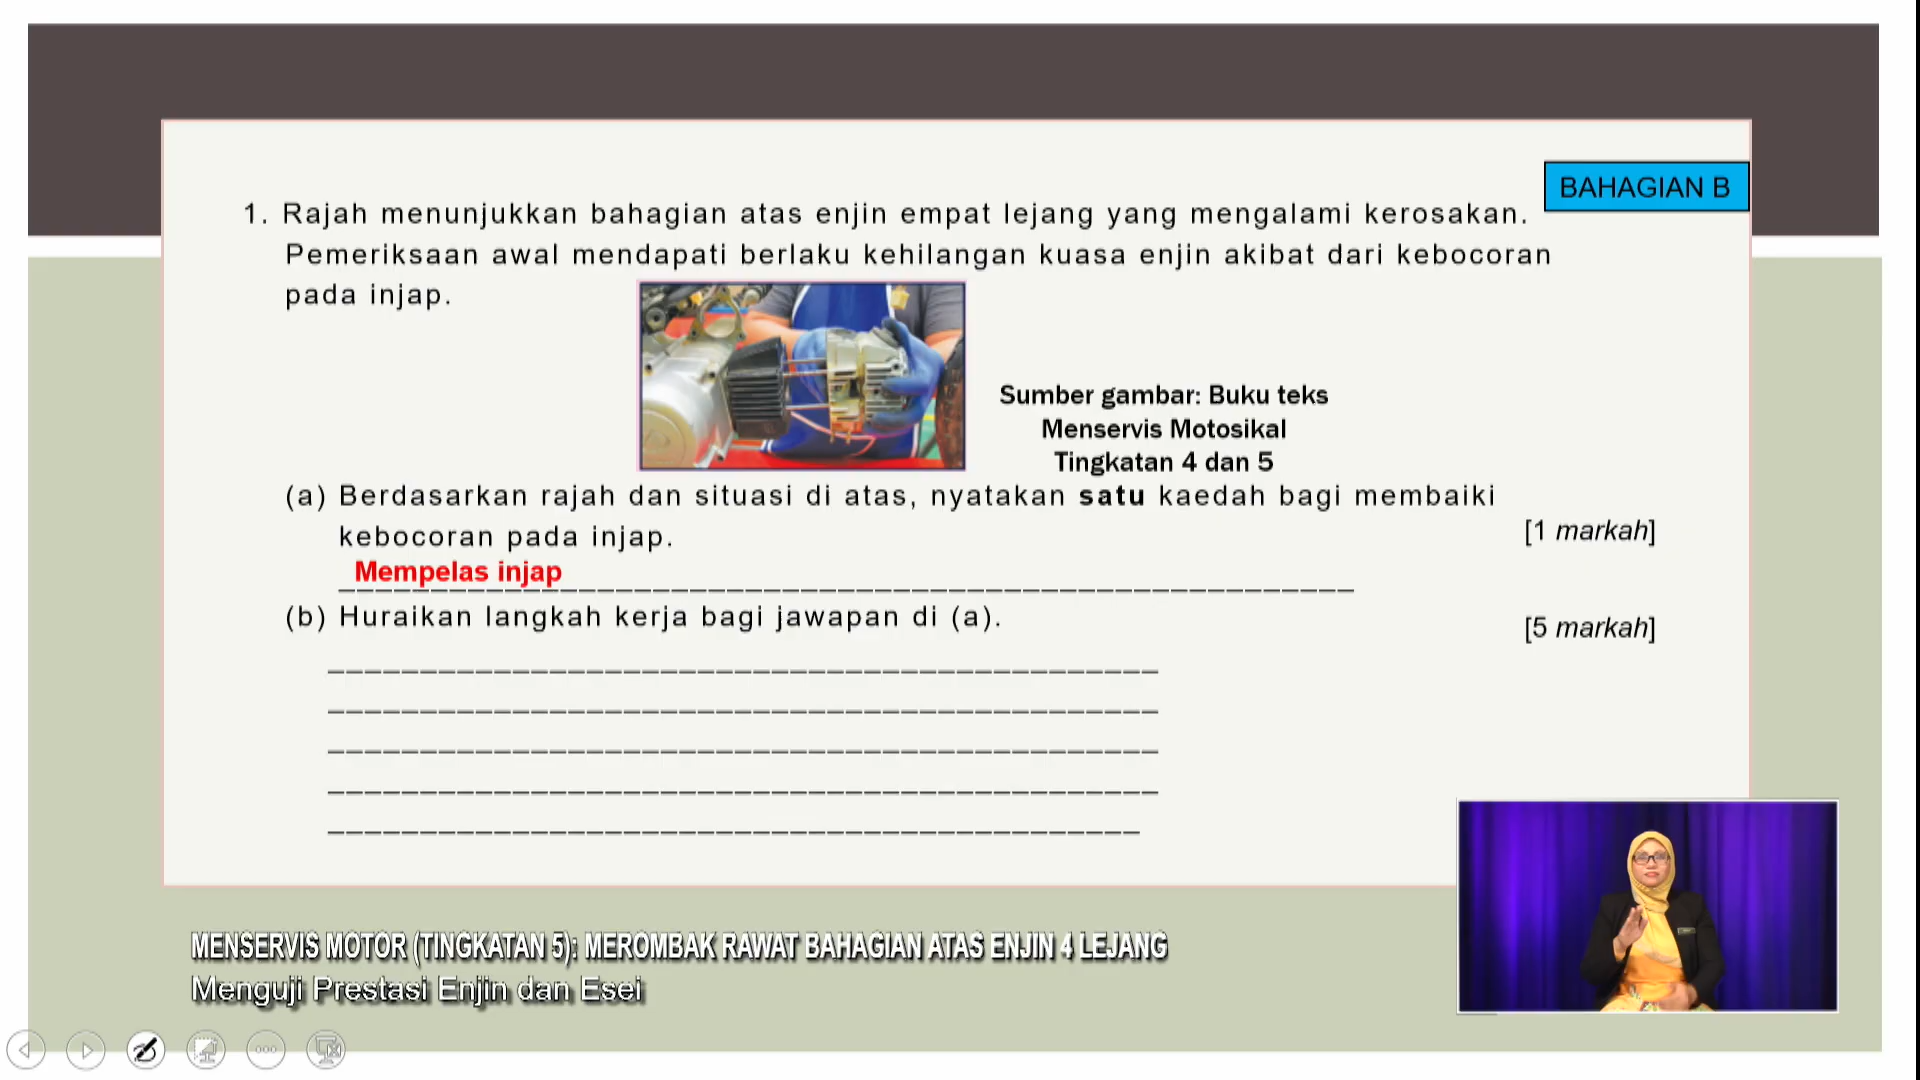 BAHAGIAN B
1. Rajah menunjukkan bahagian atas enjin empat lejang yang mengalami kerosakan.
Pemeriksaan awal mendapati berlaku kehilangan kuasa enjin akibat dari kebocoran
pada injap.
Sumber gambar: Buku teks
Menservis Motosikal
Tingkatan 4 dan 5
(a) Berdasarkan rajah dan situasi di atas, nyatakan satu kaedah bagi membaiki
kebocoran pada injap.
[1 markah]
Mempelas injap
(b) Huraikan langkah kerja bagi jawapan di (a).
[5 markah]
MENSERVIS MOTOR (TINGKATAN 5): MEROMBAK RAWAT BAHAGIAN ATAS ENJIN 4 LEJANG
Menguji Prestasi Enjin dan Esei